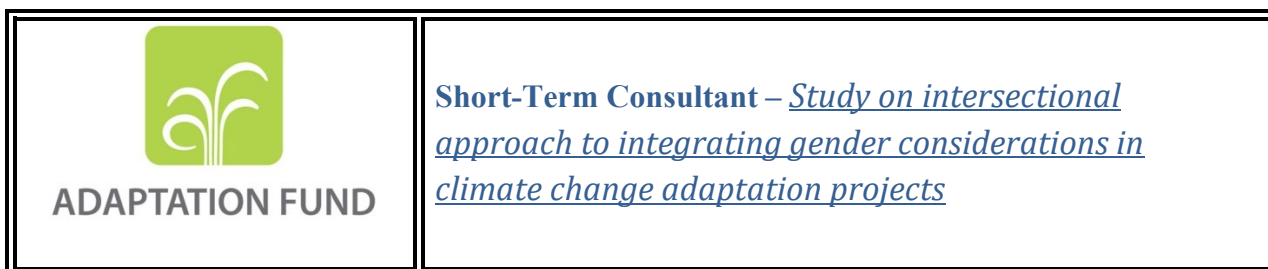 ADAPTATION FUND
Short-Term Consultant – Study on intersectional
approach to integrating gender considerations in
climate change adaptation projects